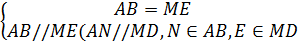 AB = ME
AB//ME(AN//MD, N ∈ AB, E ∈ MD